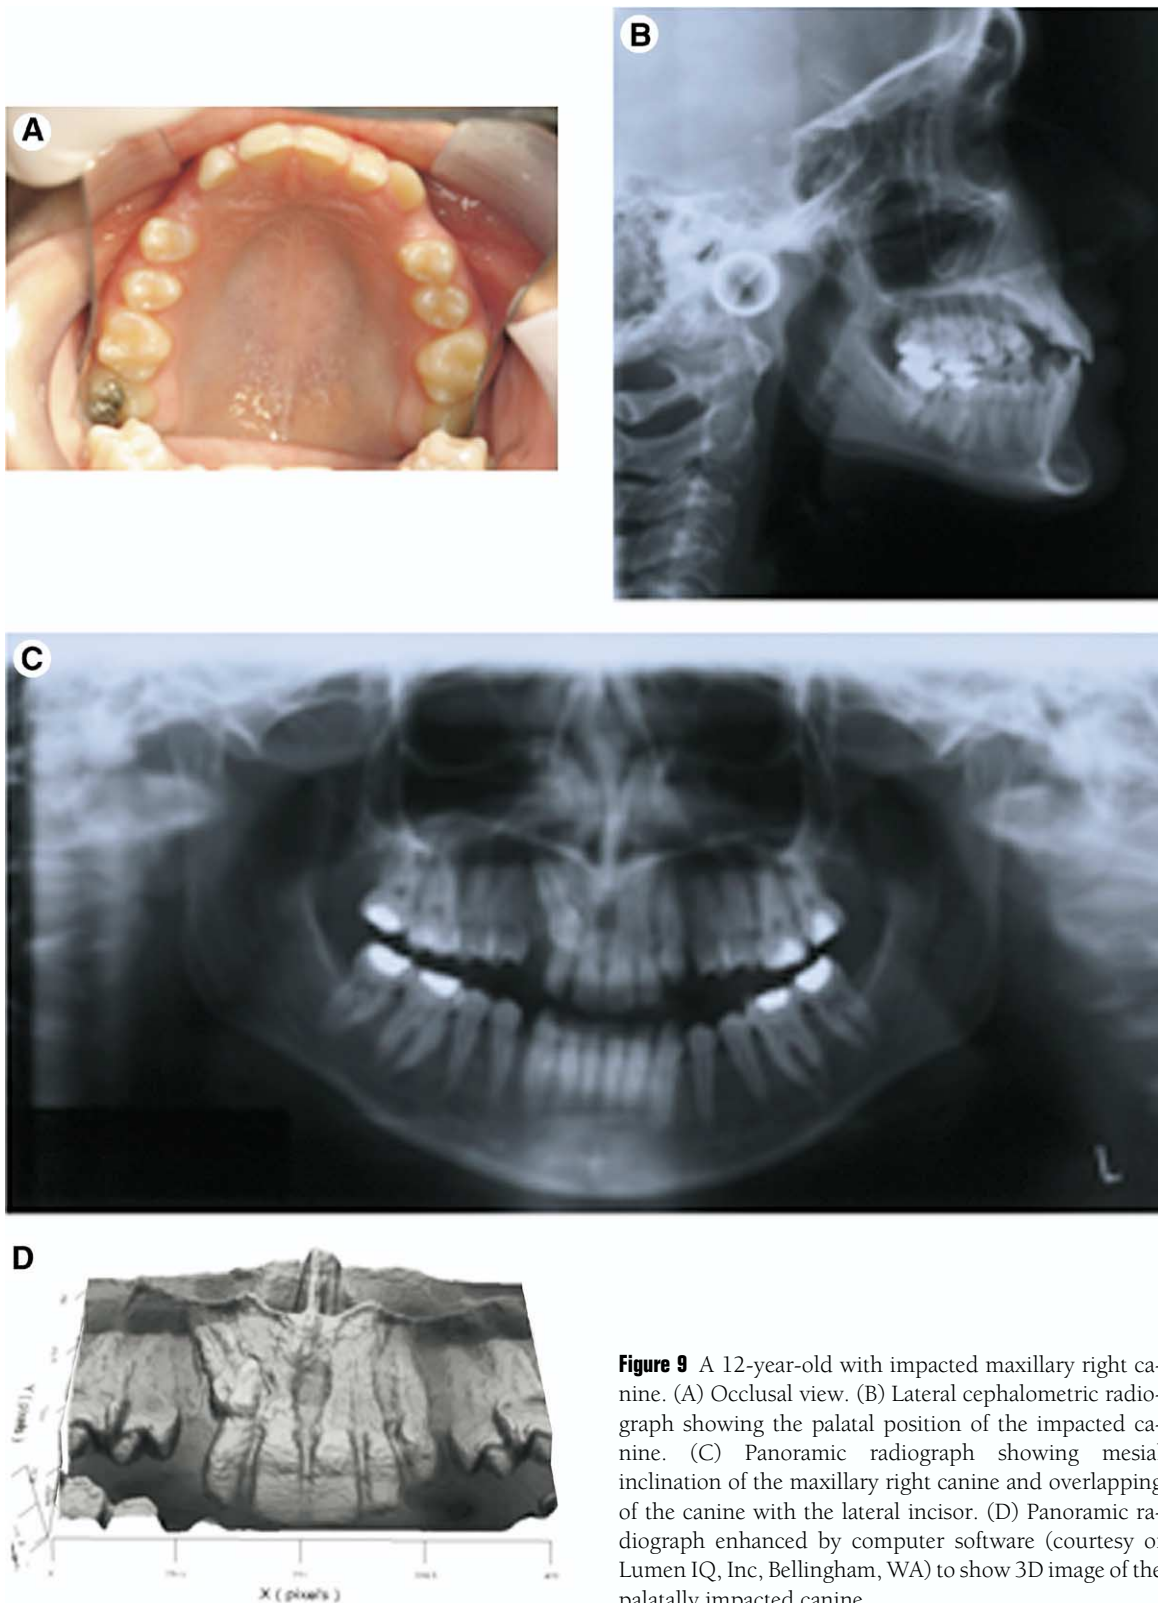 A
B
C
L
D
Y ( pixels )
X ( pixels )
Figure 9 A 12-year-old with impacted maxillary right ca-
nine. (A) Occlusal view. (B) Lateral cephalometric radio-
graph showing the palatal position of the impacted ca-
nine. (C) Panoramic radiograph showing mesial
inclination of the maxillary right canine and overlapping
of the canine with the lateral incisor. (D) Panoramic ra-
diograph enhanced by computer software (courtesy of
Lumen IQ, Inc, Bellingham, WA) to show 3D image of the
palatally impacted canine.